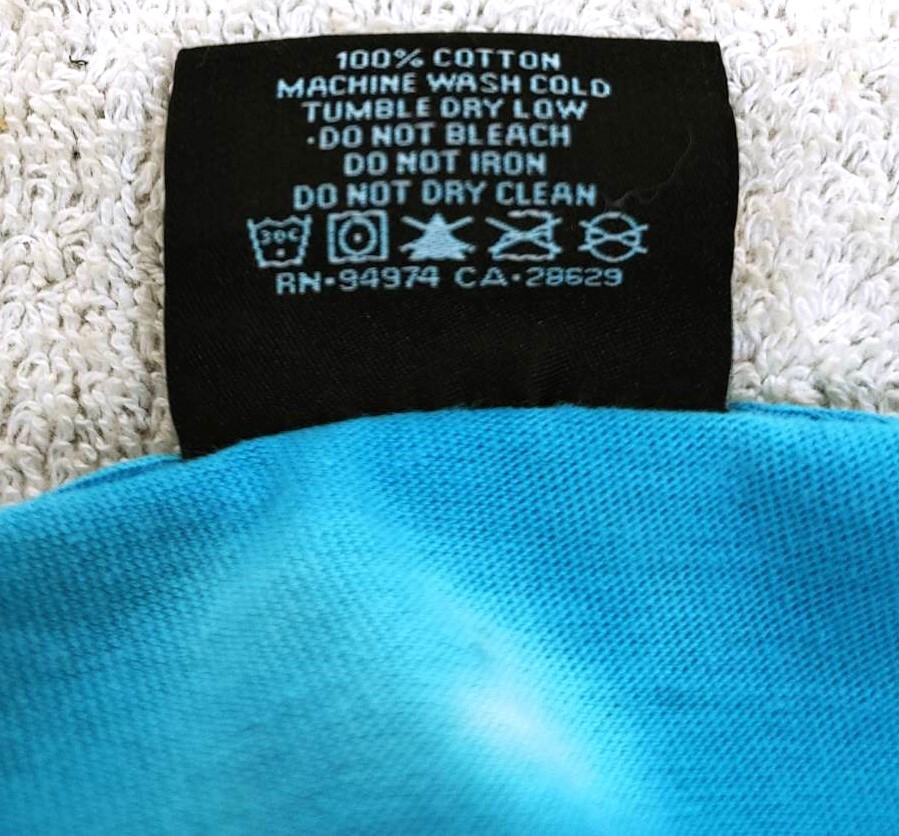 100% COTTON
MACHINE WASH COLD
TUMBLE DRY LOW
·DO NOT BLEACH
DO NOT IRON
DO NOT DRY CLEAN
30C
RN·94974 CA·28629